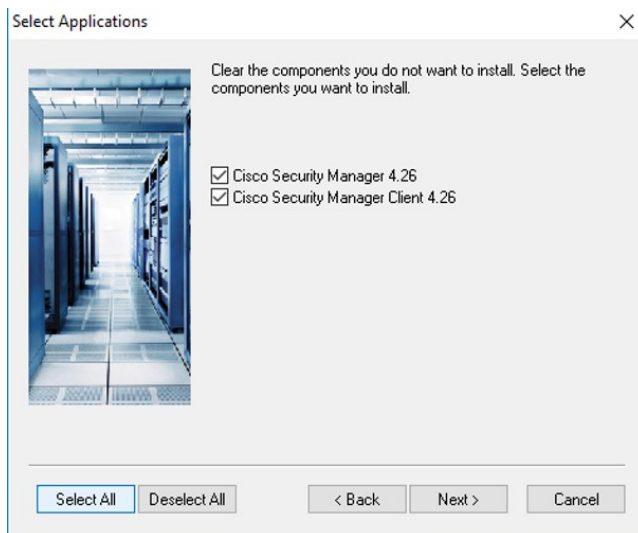 Select Applications
Clear the components you do not want to install. Select the
components you want to install.
Cisco Security Manager 4.26
Cisco Security Manager Client 4.26
Select All
Deselect All
< Back
Next >
Cancel